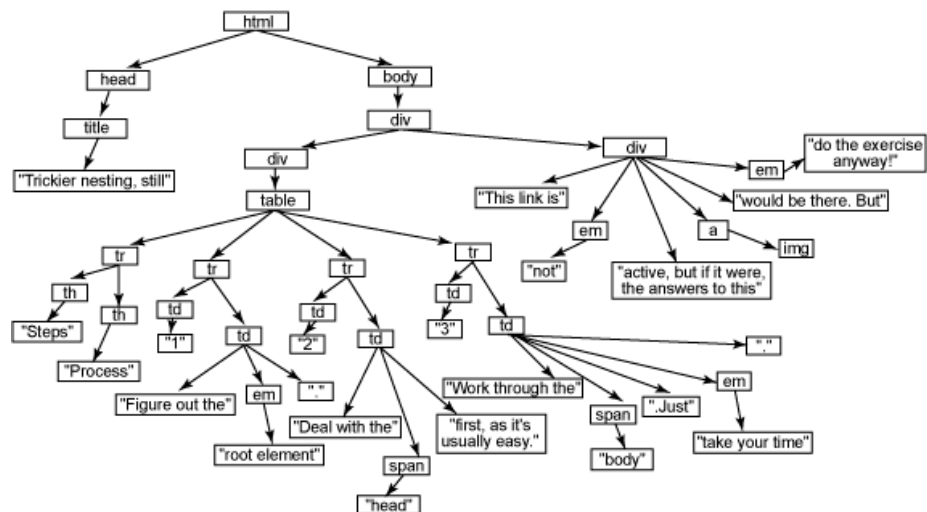 html
head
body
title
div
"Trickier nesting, still"
div
div
em
"do the exercise
anyway!"
table
"This link is"
"would be there. But"
em
a
img
"not"
"active, but if it were,
the answers to this"
tr
tr
tr
tr
th
th
td
td
td
td
td
td
"Steps"
"1"
"2"
"3"
"Process"
"Figure out the"
em
"."
"root element"
"Deal with the"
"first, as it's
usually easy."
span
"head"
"Work through the"
span
".Just"
em
"."
"body"
"take your time"